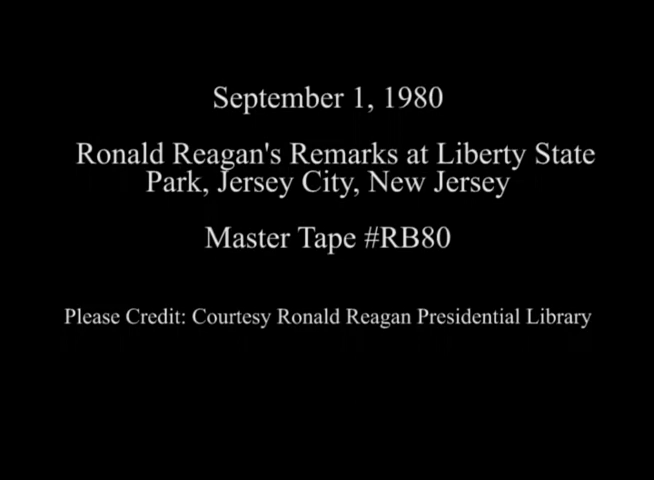 September 1, 1980
Ronald Reagan's Remarks at Liberty State
Park, Jersey City, New Jersey
Master Tape #RB80
Please Credit: Courtesy Ronald Reagan Presidential Library